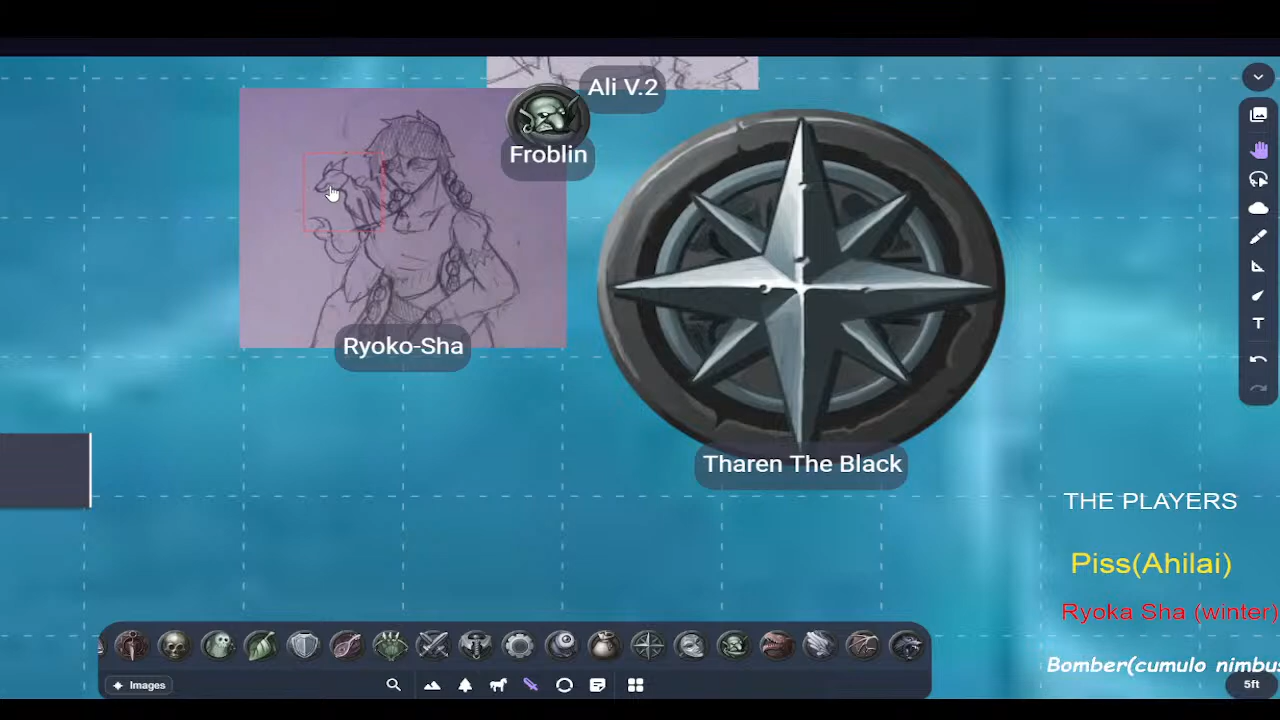 Ali V.2
Froblin
Ryoko-Sha
Tharen The Black
THE PLAYERS
Piss(Ahilai)
Ryoka Sha (winter)
Bomber(cumulo nimbus
Images
5ft